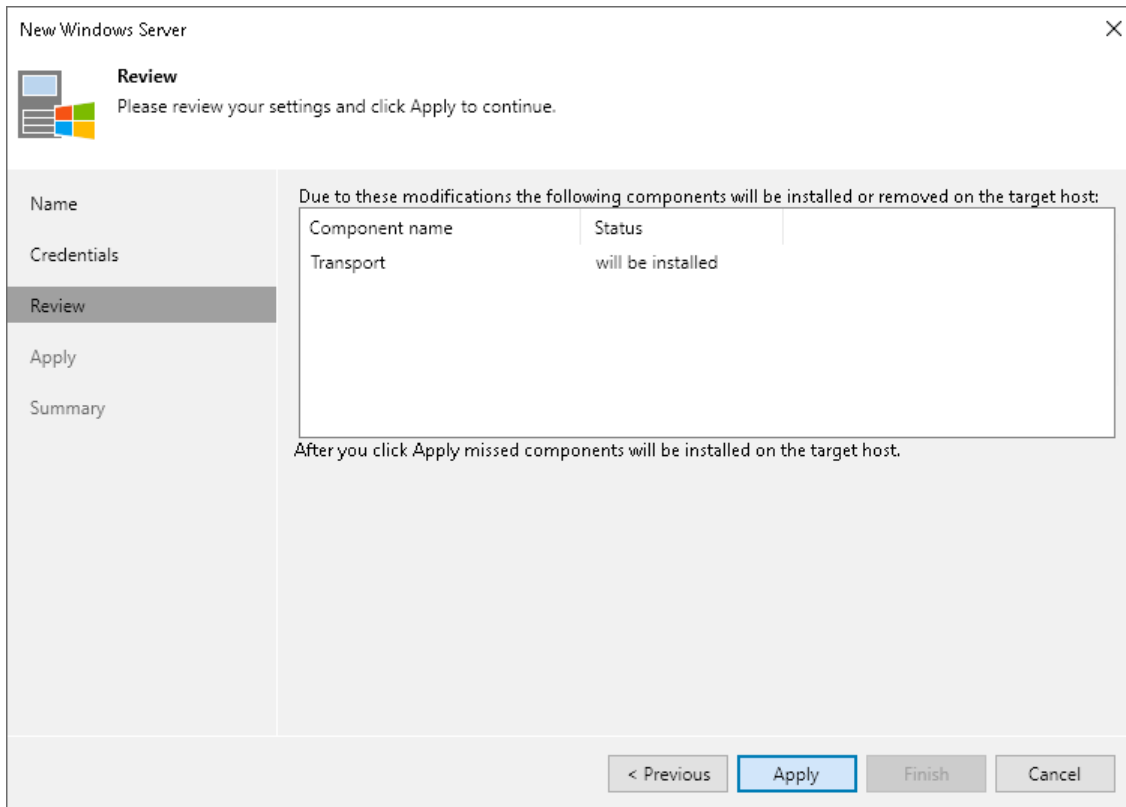 New Windows Server
Review
Please review your settings and click Apply to continue.
Name
Credentials
Review
Apply
Summary
Due to these modifications the following components will be installed or removed on the target host:
Component name Status
Transport will be installed
After you click Apply missed components will be installed on the target host.
< Previous Apply Finish Cancel